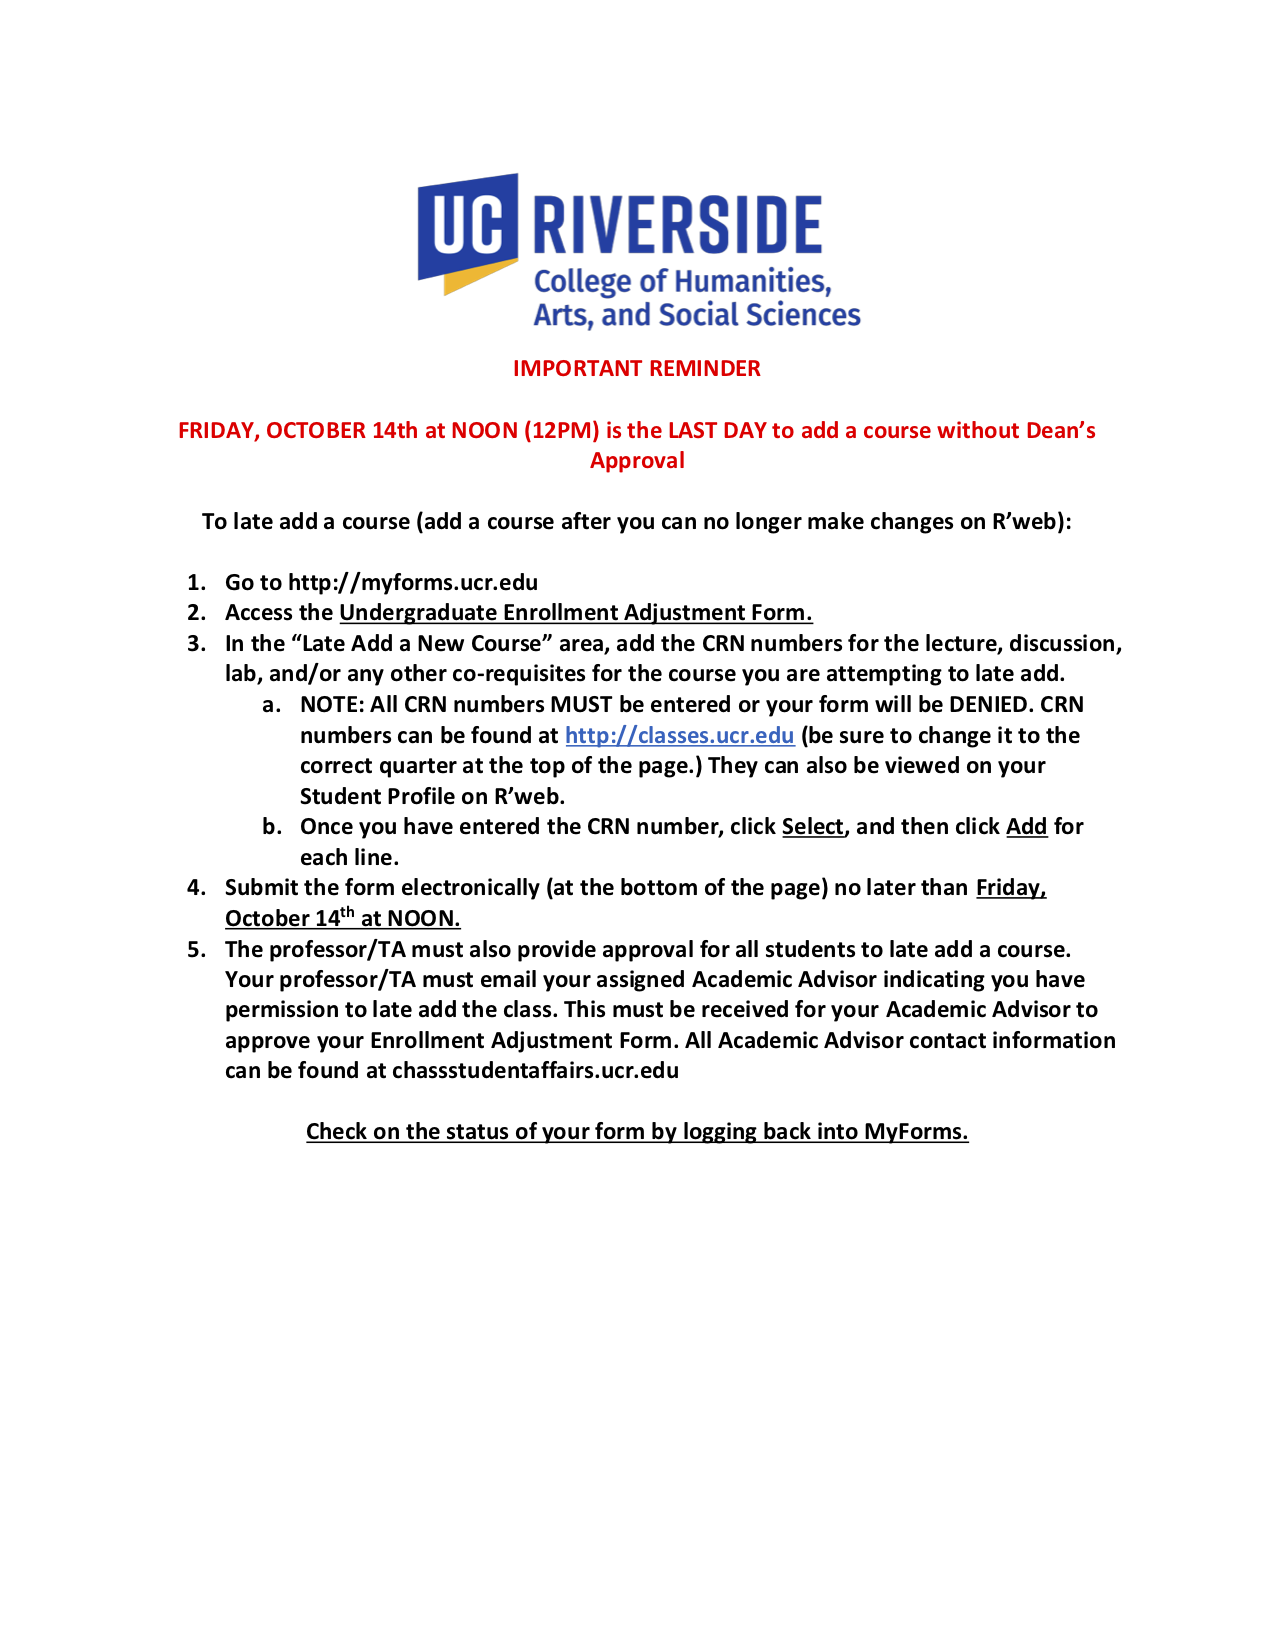 UC RIVERSIDE
College of Humanities,
Arts, and Social Sciences
IMPORTANT REMINDER
FRIDAY, OCTOBER 14th at NOON (12PM) is the LAST DAY to add a course without Dean’s
Approval
To late add a course (add a course after you can no longer make changes on R’web):
1. Go to http://myforms.ucr.edu
2. Access the Undergraduate Enrollment Adjustment Form.
3. In the “Late Add a New Course” area, add the CRN numbers for the lecture, discussion,
lab, and/or any other co-requisites for the course you are attempting to late add.
a. NOTE: All CRN numbers MUST be entered or your form will be DENIED. CRN
numbers can be found at http://classes.ucr.edu (be sure to change it to the
correct quarter at the top of the page.) They can also be viewed on your
Student Profile on R’web.
b. Once you have entered the CRN number, click Select, and then click Add for
each line.
4. Submit the form electronically (at the bottom of the page) no later than Friday,
October 14th at NOON.
5. The professor/TA must also provide approval for all students to late add a course.
Your professor/TA must email your assigned Academic Advisor indicating you have
permission to late add the class. This must be received for your Academic Advisor to
approve your Enrollment Adjustment Form. All Academic Advisor contact information
can be found at chassstudentaffairs.ucr.edu
Check on the status of your form by logging back into MyForms.